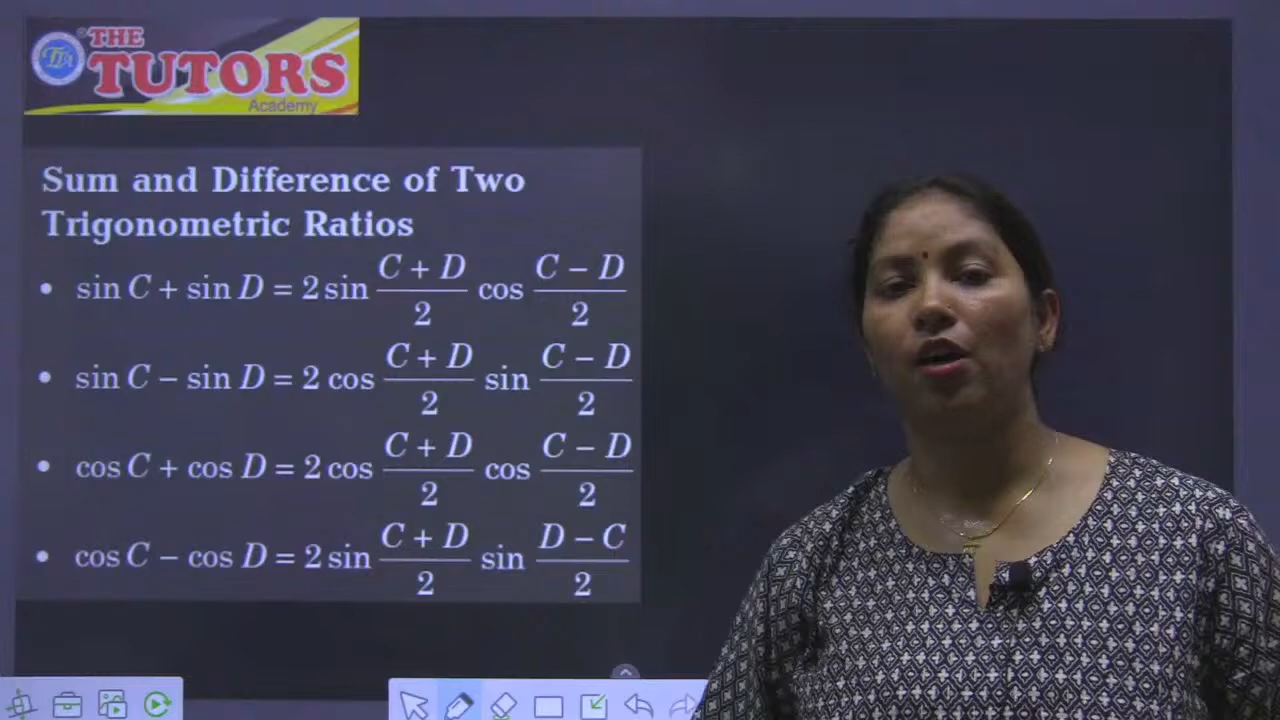 THE
TUTORS
Academy
Sum and Difference of Two
Trigonometric Ratios
• sin C + sin D = 2 sin (C + D)/2 cos (C − D)/2
• sin C − sin D = 2 cos (C + D)/2 sin (C − D)/2
• cos C + cos D = 2 cos (C + D)/2 cos (C − D)/2
• cos C − cos D = 2 sin (C + D)/2 sin (D − C)/2